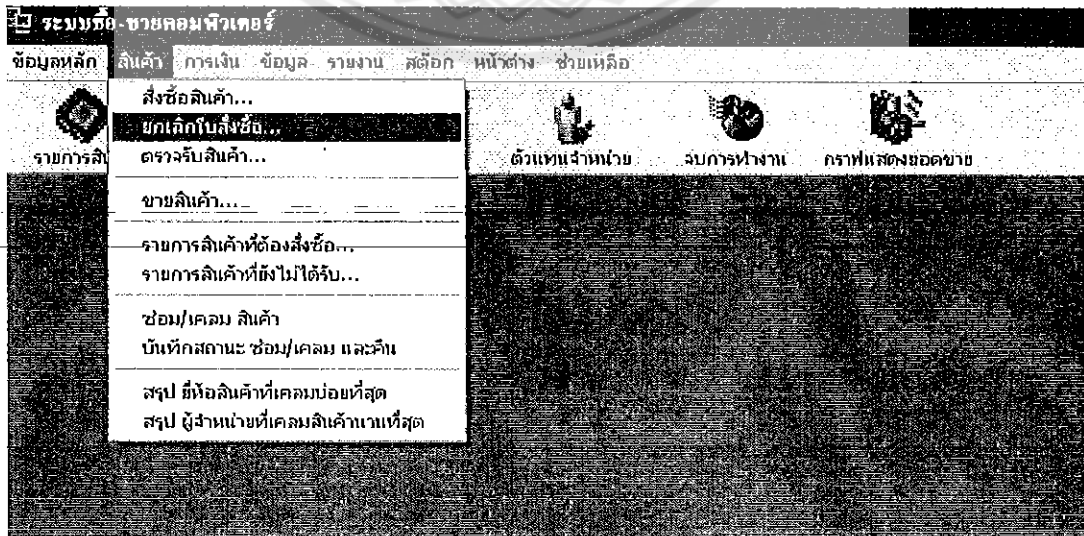 ระบบซื้อ-ขายคอมพิวเตอร์
ข้อมูลหลัก สินค้า การเงิน ข้อมูล รายงาน สต๊อก หน้าต่าง ช่วยเหลือ
สั่งซื้อสินค้า...
ยกเลิกใบสั่งซื้อ...
ตรวจรับสินค้า...
ขายสินค้า...
รายการสินค้าที่ต้องสั่งซื้อ...
รายการสินค้าที่ยังไม่ได้รับ...
ซ่อม/เคลม สินค้า
บันทึกสถานะ ซ่อม/เคลม และคืน
สรุป ยี่ห้อสินค้าที่เคลมบ่อยที่สุด
สรุป ผู้จำหน่ายที่เคลมสินค้านานที่สุด
รายการสิ ตัวแทนจำหน่าย จบการทำงาน กราฟแสดงยอดขาย